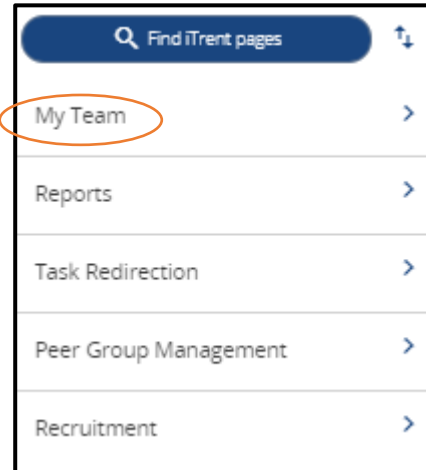 Find iTrent pages
My Team
Reports
Task Redirection
Peer Group Management
Recruitment